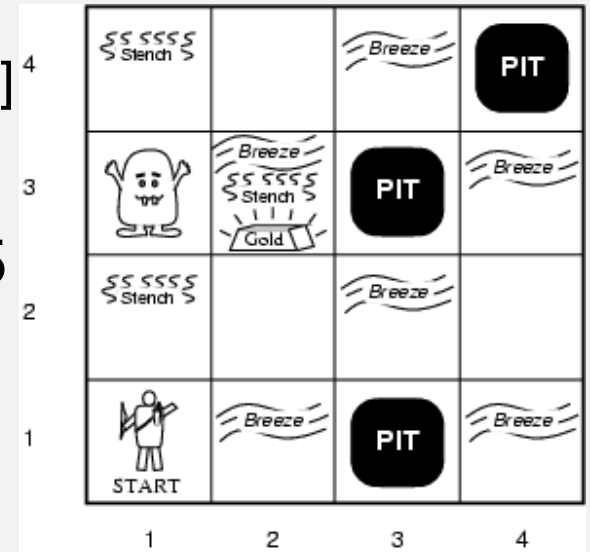 4 Stench Breeze PIT
]
3 Breeze PIT Breeze
Stench
Gold
5
2 Stench Breeze
1 Breeze PIT Breeze
START
1 2 3 4